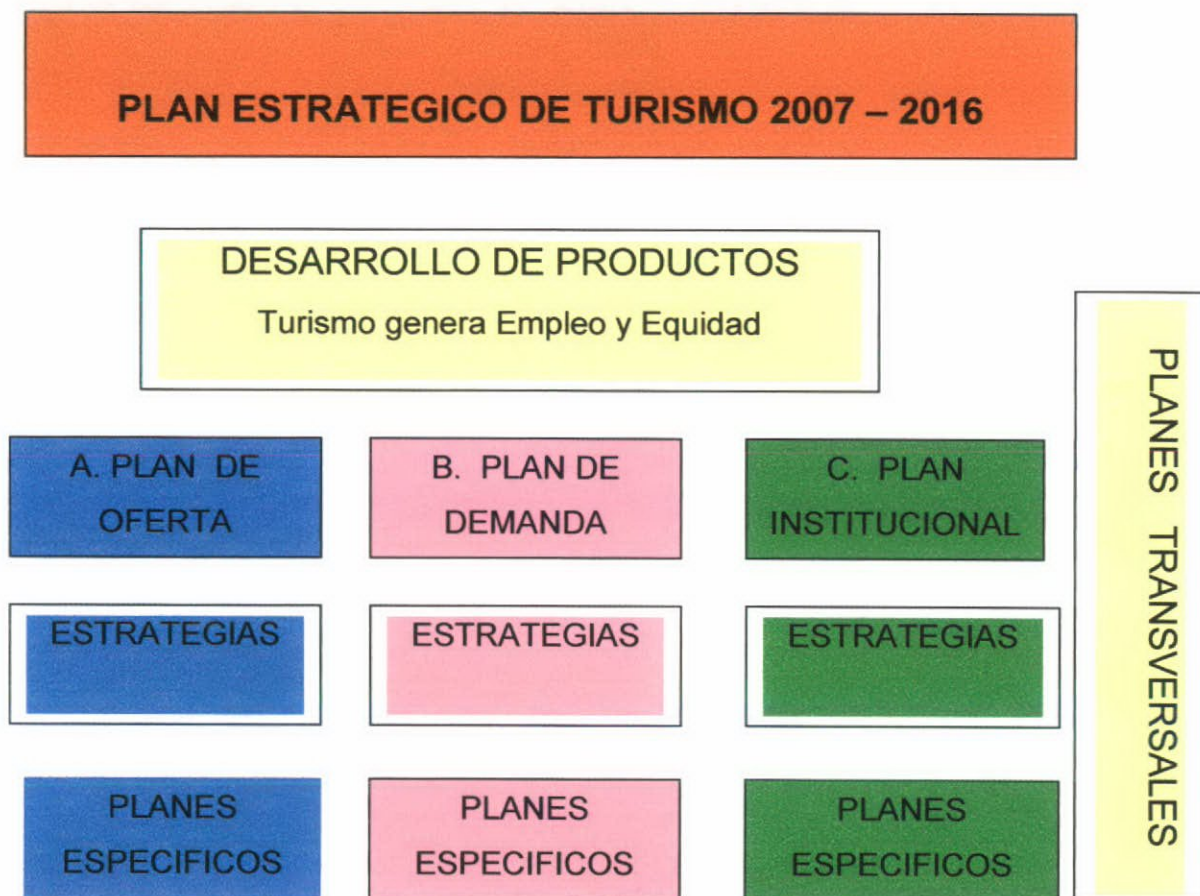 PLAN ESTRATEGICO DE TURISMO 2007 – 2016
DESARROLLO DE PRODUCTOS
Turismo genera Empleo y Equidad
A. PLAN DE
OFERTA
B. PLAN DE
DEMANDA
C. PLAN
INSTITUCIONAL
ESTRATEGIAS
ESTRATEGIAS
ESTRATEGIAS
PLANES
ESPECIFICOS
PLANES
ESPECIFICOS
PLANES
ESPECIFICOS
PLANES TRANSVERSALES